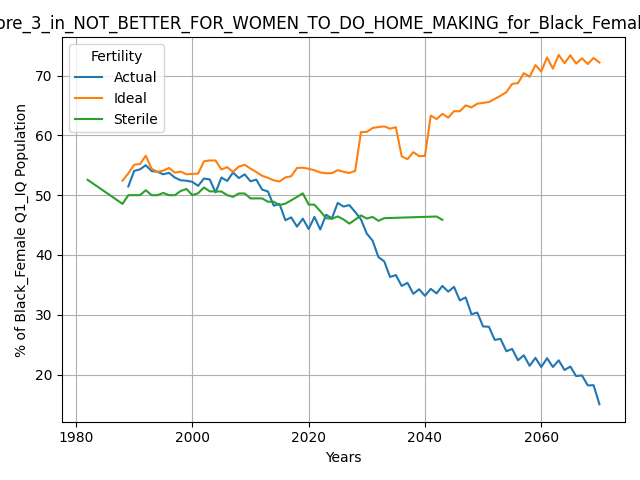 ore_3_in_NOT_BETTER_FOR_WOMEN_TO_DO_HOME_MAKING_for_Black_Femal
Fertility
Actual
Ideal
Sterile
% of Black_Female Q1_IQ Population
70
60
50
40
30
20
1980 2000 2020 2040 2060
Years